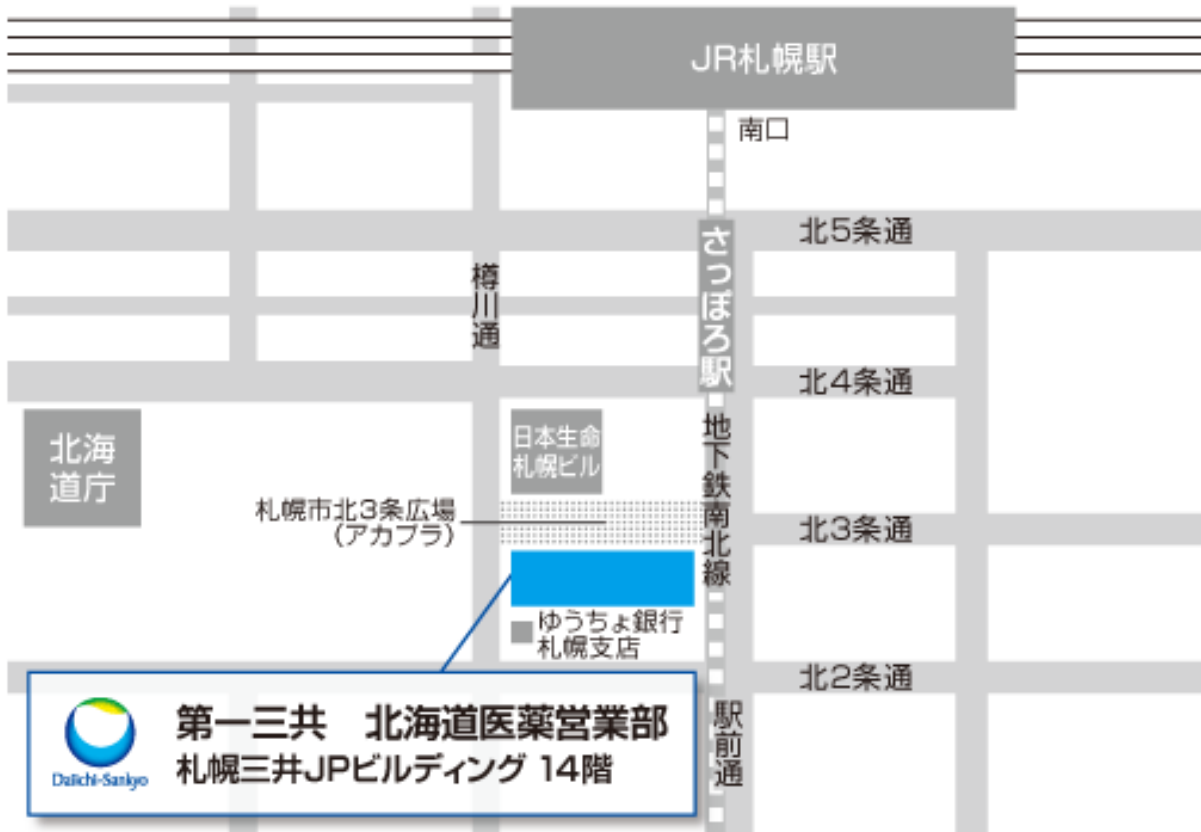 JR札幌駅
南口
北5条通
さっぽろ駅
樽川通
北4条通
北海
道庁
日本生命
札幌ビル
地下鉄南北線
札幌市北3条広場
(アカプラ)
北3条通
ゆうちょ銀行
札幌支店
北2条通
第一三共 北海道医薬営業部
札幌三井JPビルディング 14階
Daiichi-Sankyo
駅前通